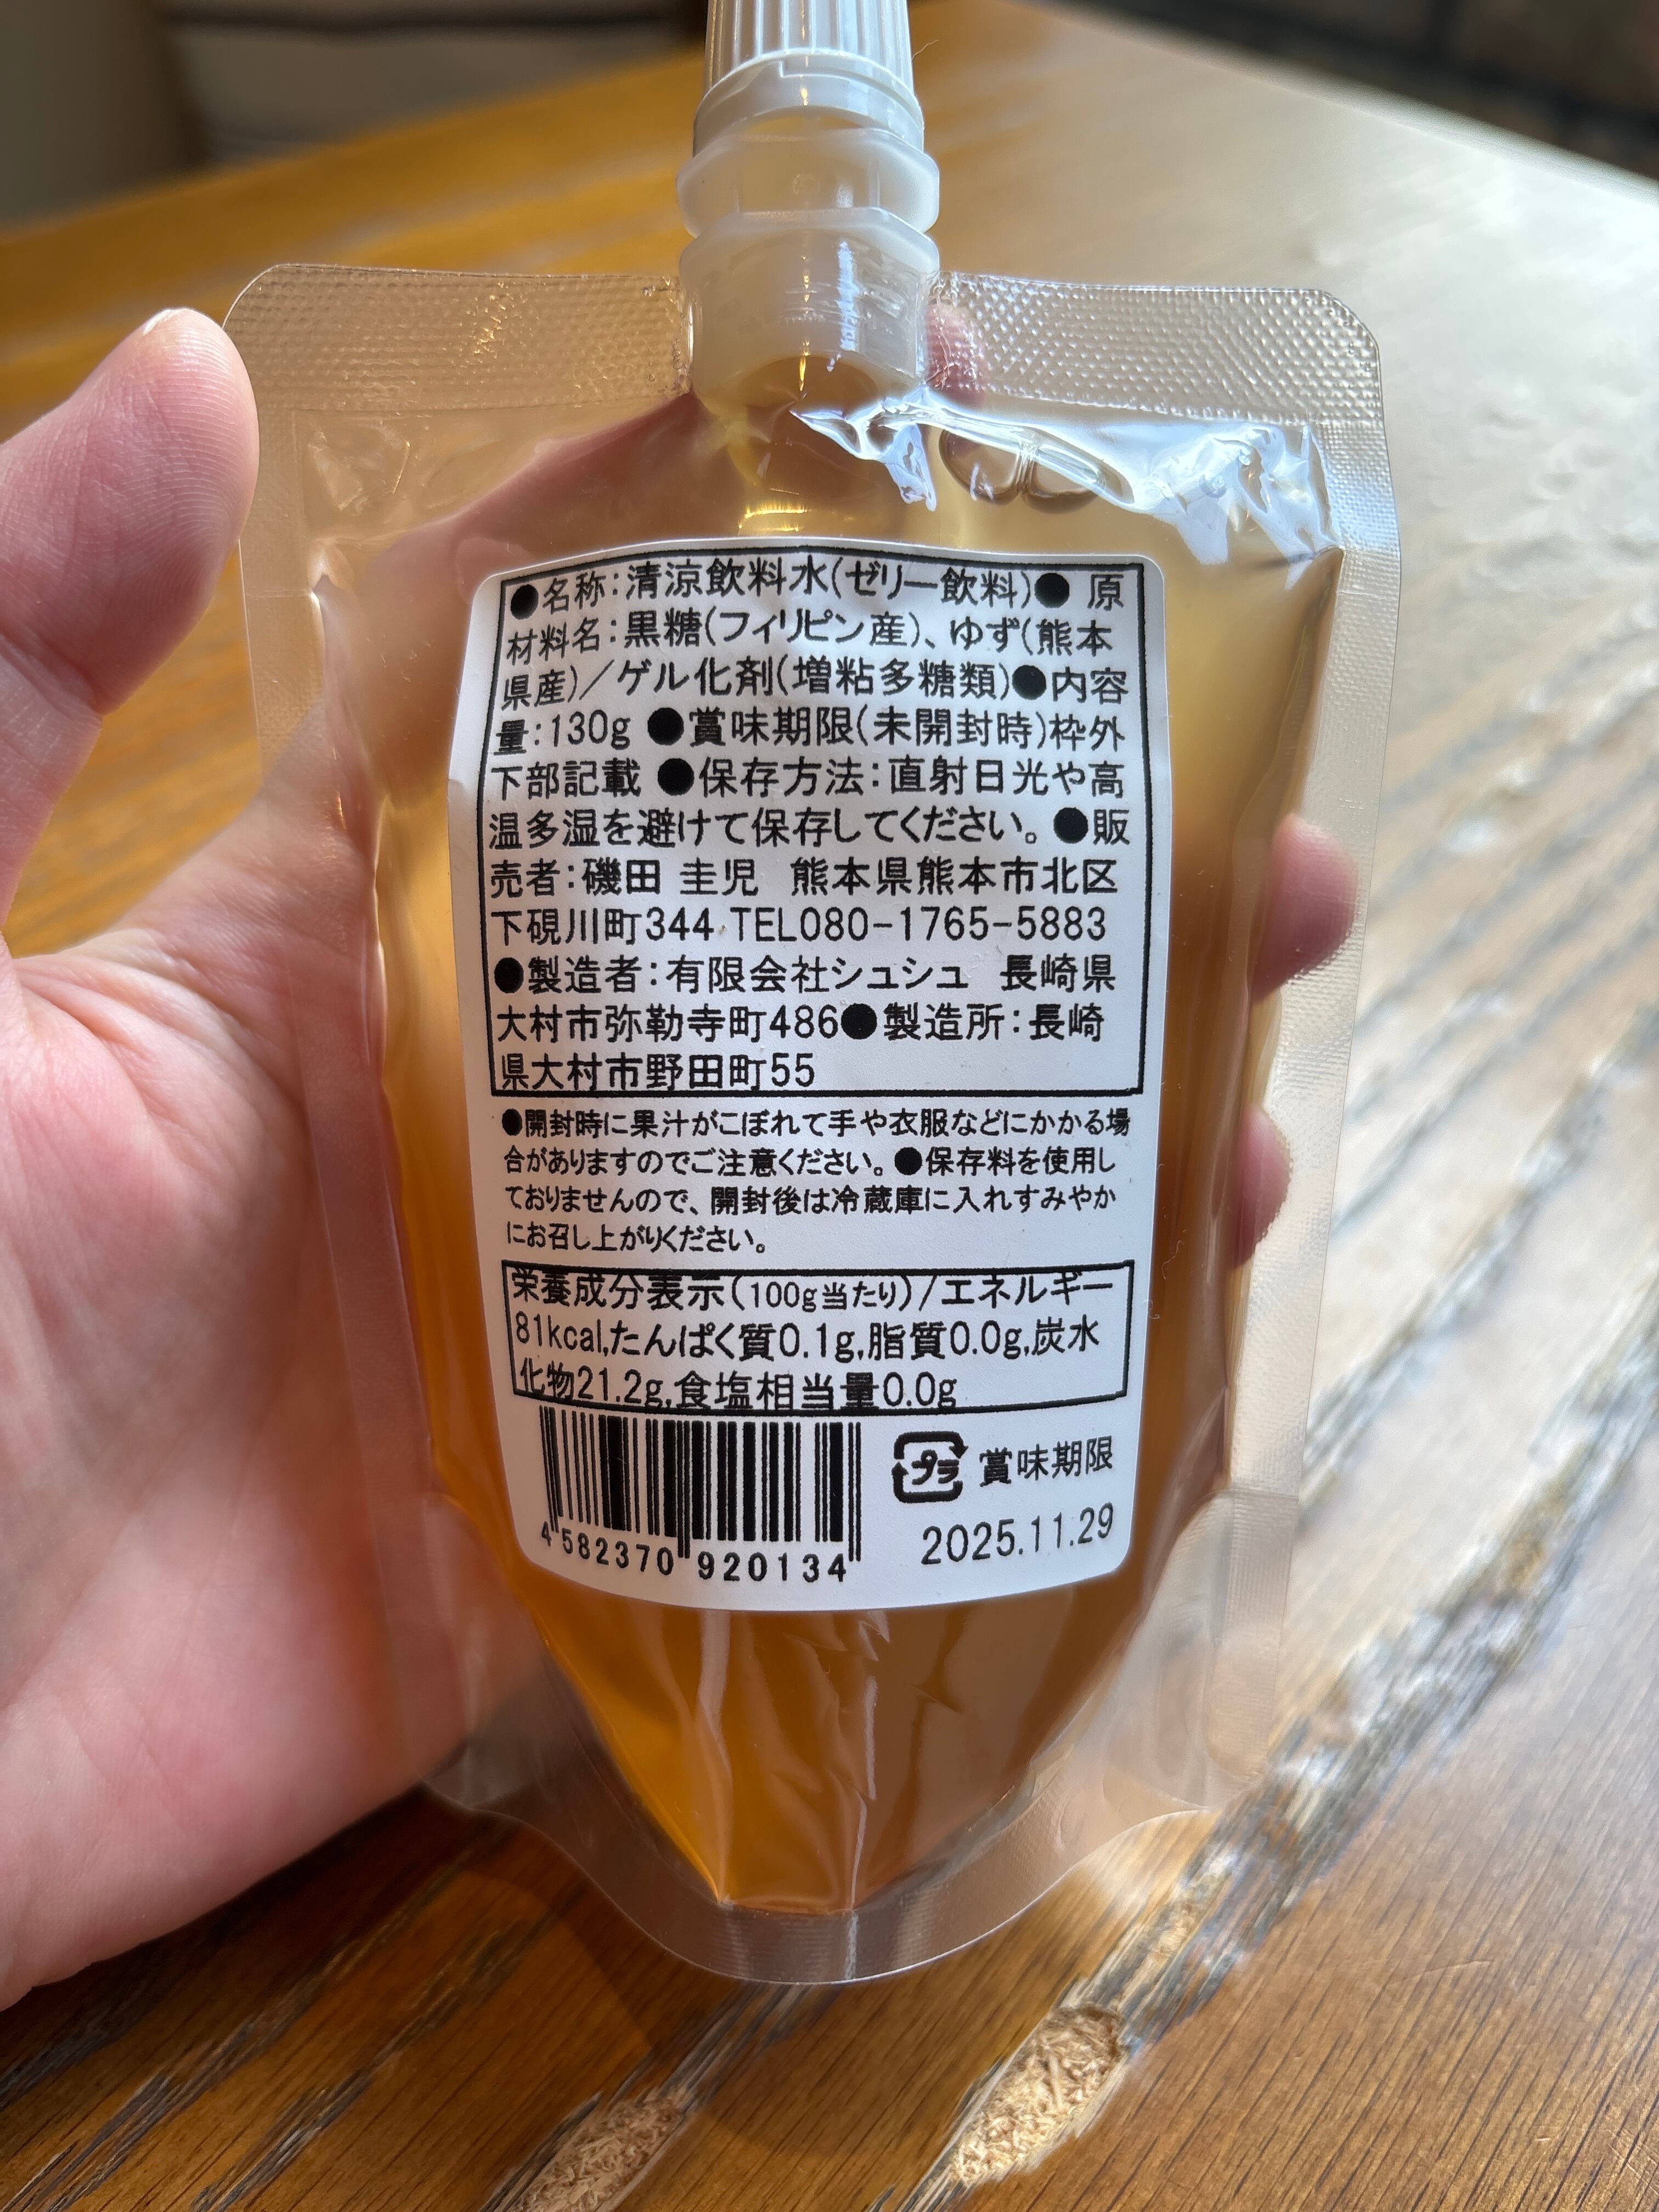 ●名称:清涼飲料水(ゼリー飲料)● 原
材料名:黒糖(フィリピン産)、ゆず(熊本
県産)／ゲル化剤(増粘多糖類)●内容
量:130g ●賞味期限(未開封時)枠外
下部記載 ●保存方法:直射日光や高
温多湿を避けて保存してください。●販
売者:磯田 圭児 熊本県熊本市北区
下硯川町344 TEL080-1765-5883
●製造者:有限会社シュシュ 長崎県
大村市弥勒寺町486●製造所:長崎
県大村市野田町55
●開封時に果汁がこぼれて手や衣服などにかかる場
合がありますのでご注意ください。●保存料を使用し
ておりませんので、開封後は冷蔵庫に入れすみやか
にお召し上がりください。
栄養成分表示(100g当たり)/エネルギー
81kcal,たんぱく質0.1g,脂質0.0g,炭水
化物21.2g,食塩相当量0.0g
プラ 賞味期限
2025.11.29
4 582370 920134